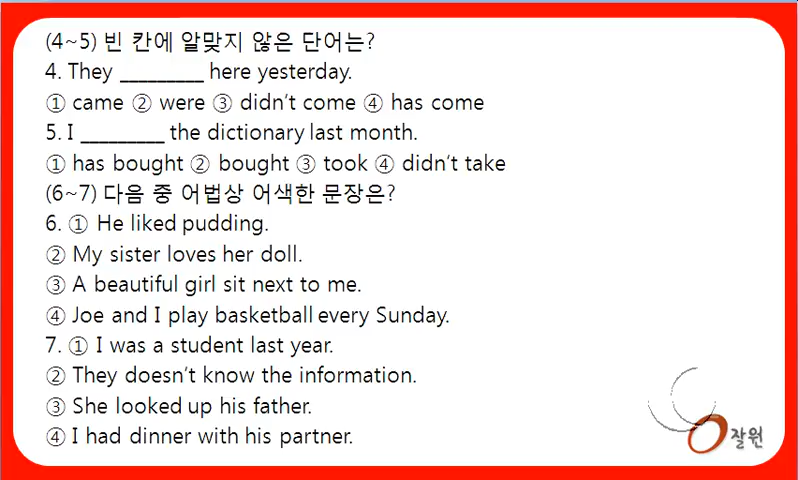 (4~5) 빈 칸에 알맞지 않은 단어는?
4. They _________ here yesterday.
① came ② were ③ didn't come ④ has come
5. I _________ the dictionary last month.
① has bought ② bought ③ took ④ didn't take
(6~7) 다음 중 어법상 어색한 문장은?
6. ① He liked pudding.
② My sister loves her doll.
③ A beautiful girl sit next to me.
④ Joe and I play basketball every Sunday.
7. ① I was a student last year.
② They doesn't know the information.
③ She looked up his father.
④ I had dinner with his partner.
잘원